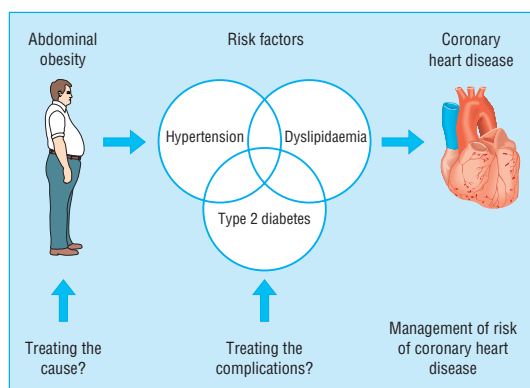 Abdominal
obesity
Risk factors
Coronary
heart disease
Hypertension
Dyslipidaemia
Type 2 diabetes
Treating the
cause?
Treating the
complications?
Management of risk
of coronary heart
disease